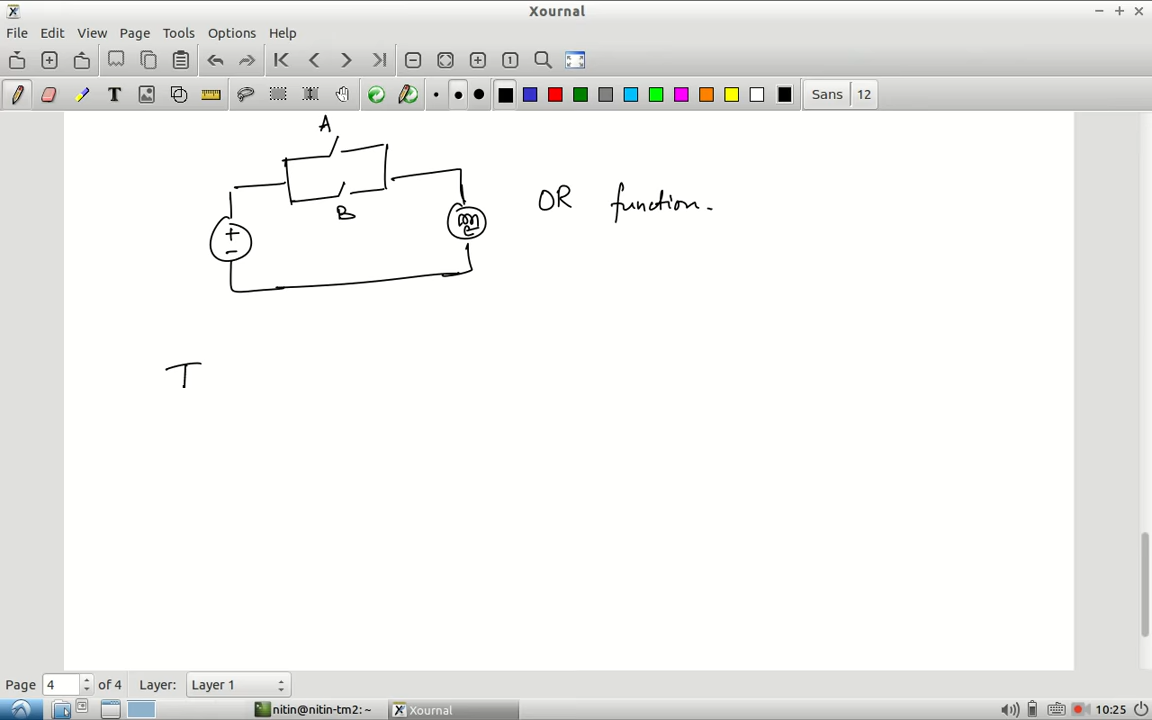 Xournal
File Edit View Page Tools Options Help
T Sans 12
A
B
+
-
OR function.
T
Page 4 of 4 Layer: Layer 1
nitin@nitin-tm2: ~ Xournal 10:25